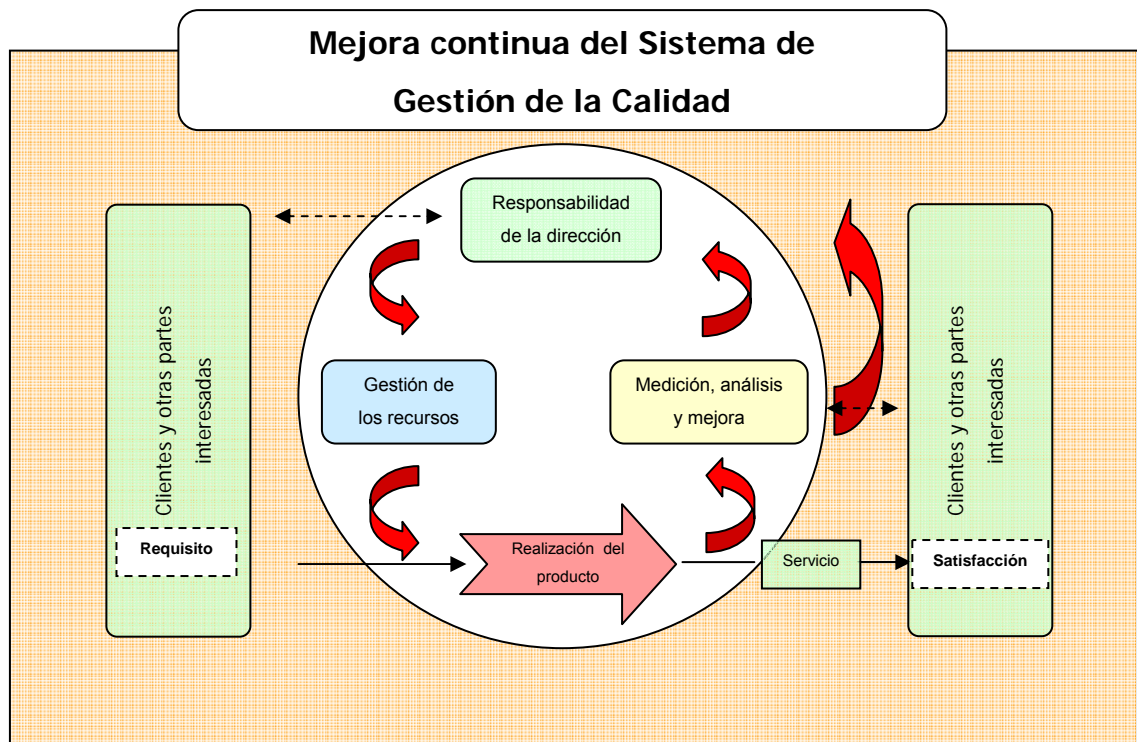 Mejora continua del Sistema de
Gestión de la Calidad
Responsabilidad
de la dirección
Clientes y otras partes
interesadas
Gestión de
los recursos
Medición, análisis
y mejora
Clientes y otras partes
interesadas
Requisito
Realización del
producto
Servicio
Satisfacción